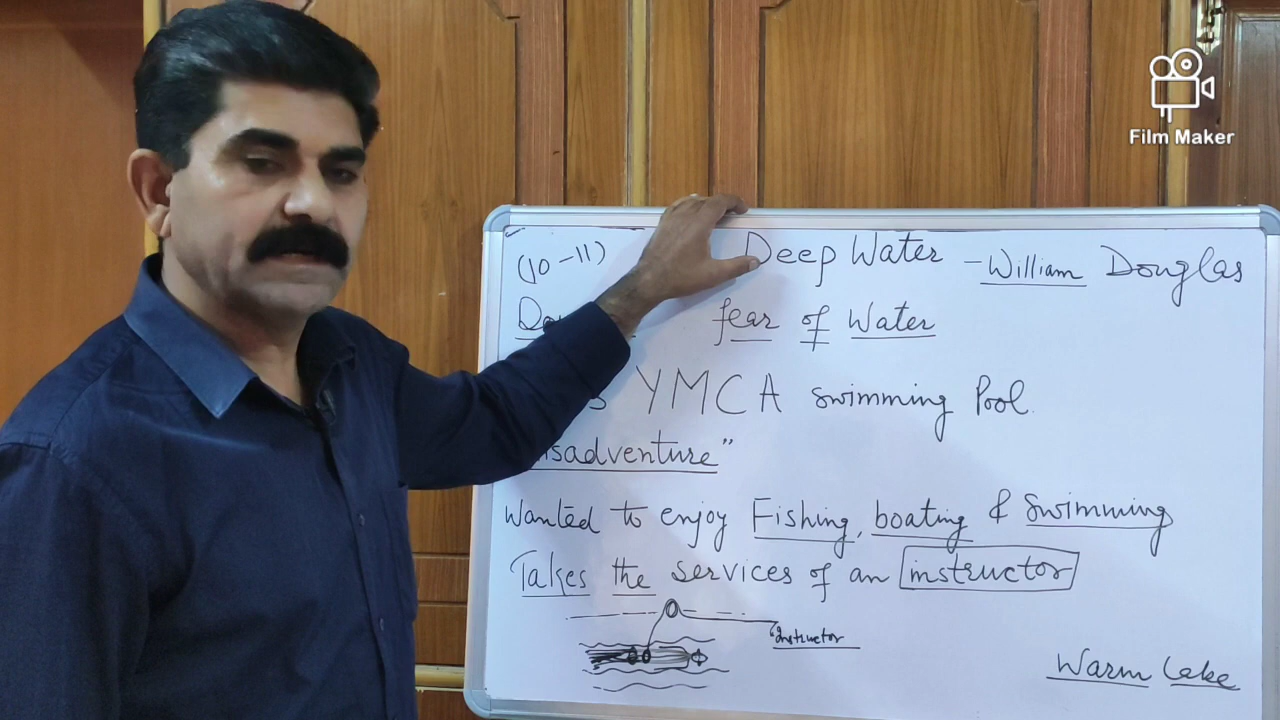 Film Maker
(10-11) Deep Water - William Douglas
fear of Water
YMCA swimming Pool.
isadventure"
Wanted to enjoy Fishing, boating & Swimming
Takes the services of an instructor
Instructor
Warm Lake